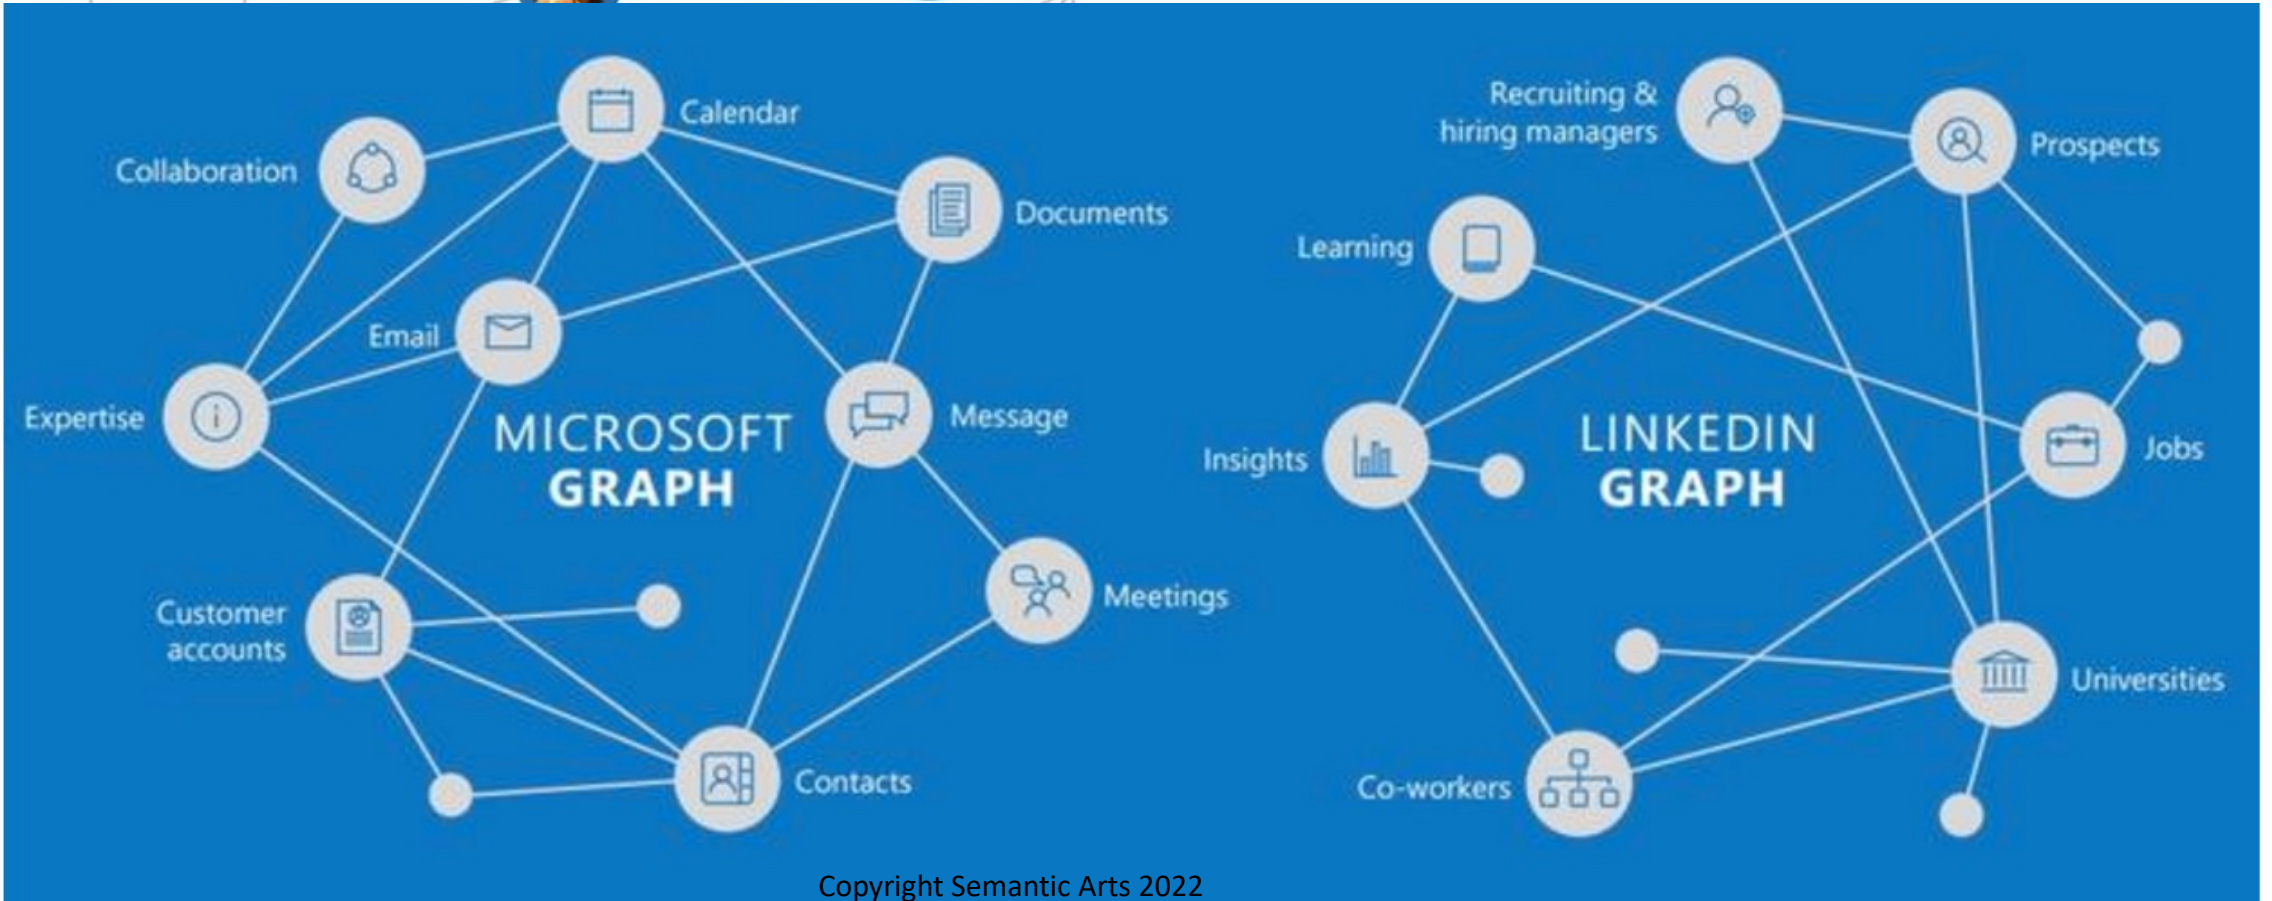 Calendar
Collaboration
Documents
Email
Expertise
MICROSOFT
GRAPH
Message
Customer
accounts
Meetings
Contacts
Recruiting &
hiring managers
Prospects
Learning
Insights
LINKEDIN
GRAPH
Jobs
Universities
Co-workers
Copyright Semantic Arts 2022